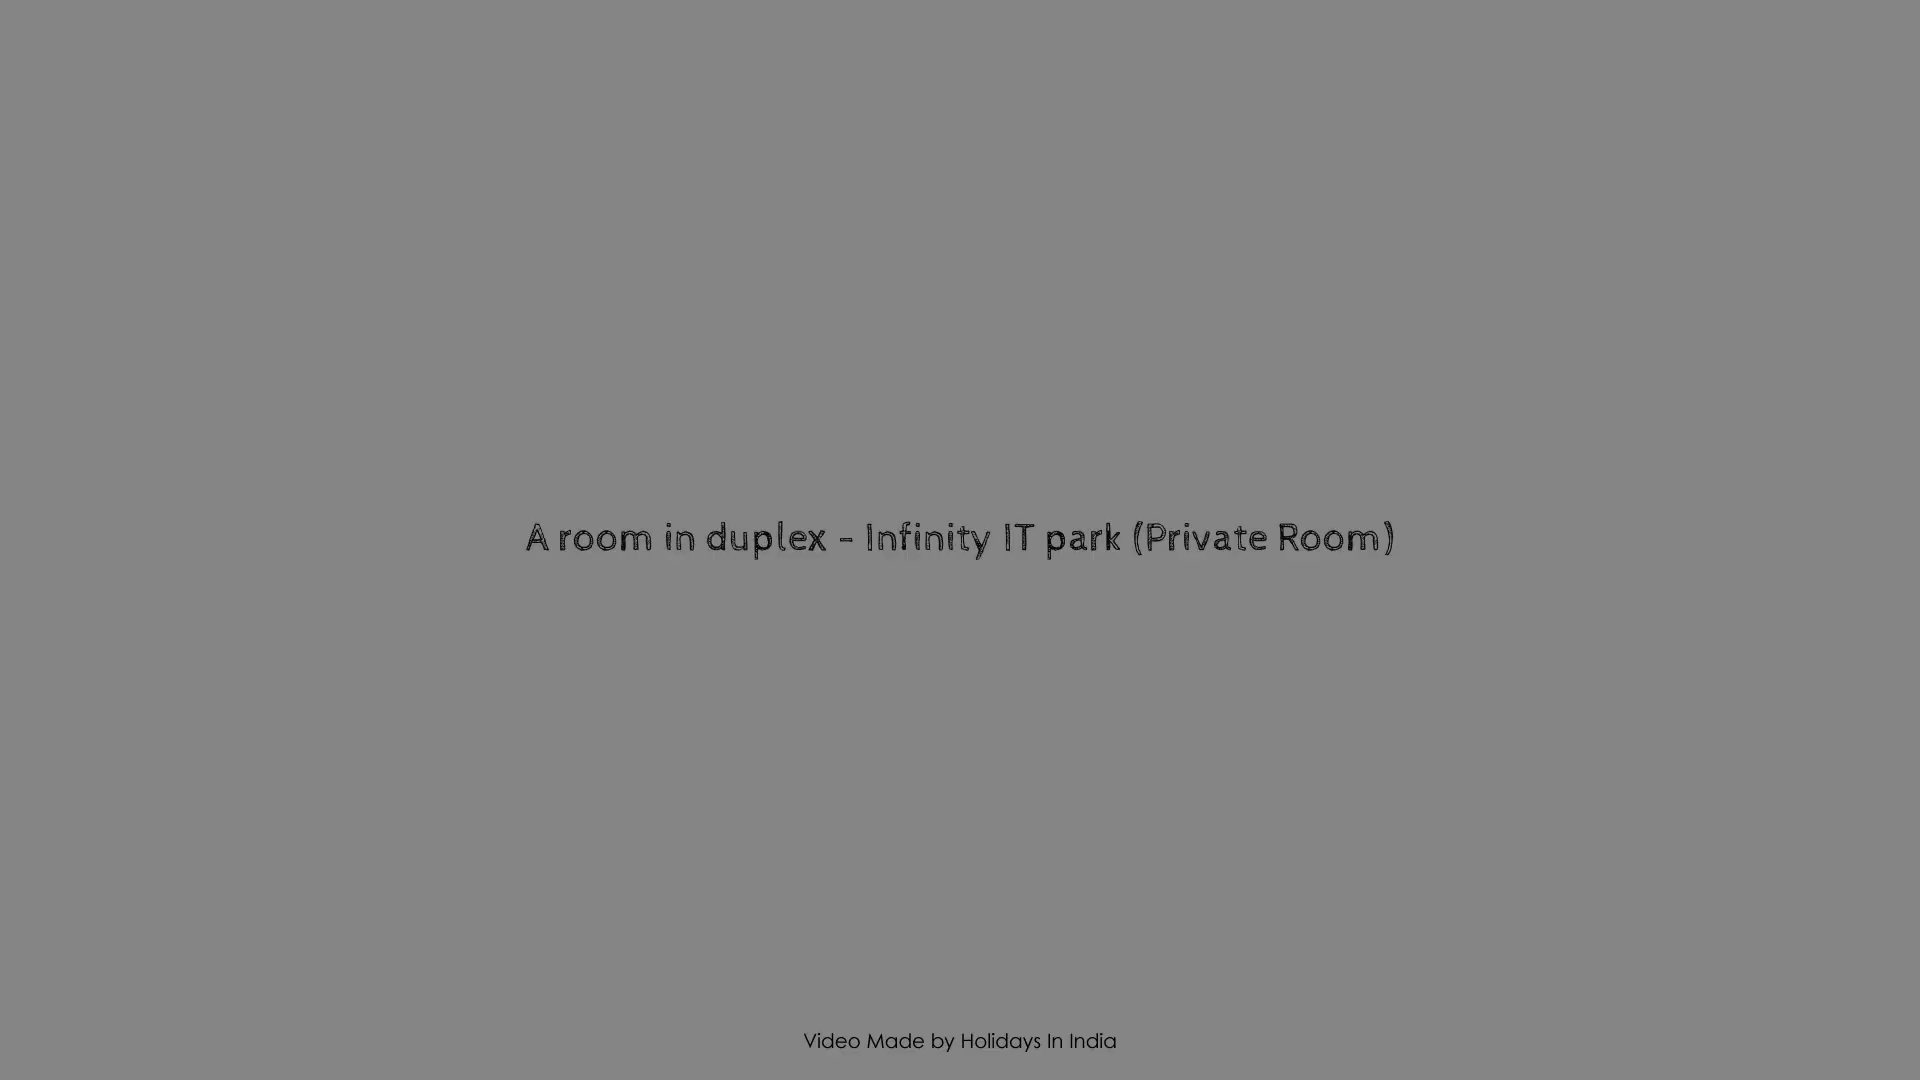 A room in duplex - Infinity IT park (Private Room)
Video Made by Holidays In India